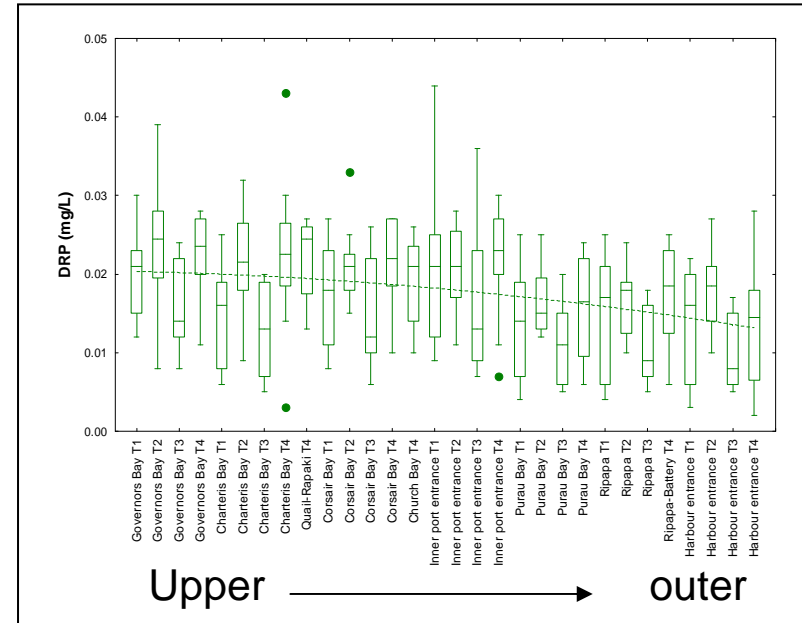 0.05
0.04
0.03
0.02
0.01
0.00
DRP (mg/L)
Governors Bay T1
Governors Bay T2
Governors Bay T3
Governors Bay T4
Charteris Bay T1
Charteris Bay T2
Charteris Bay T3
Charteris Bay T4
Quail-Rapaki T4
Corsair Bay T1
Corsair Bay T2
Corsair Bay T3
Corsair Bay T4
Church Bay T4
Inner port entrance T1
Inner port entrance T2
Inner port entrance T3
Inner port entrance T4
Purau Bay T1
Purau Bay T2
Purau Bay T3
Purau Bay T4
Ripapa T1
Ripapa T2
Ripapa T3
Ripapa-Battery T4
Harbour entrance T1
Harbour entrance T2
Harbour entrance T3
Harbour entrance T4
Upper outer